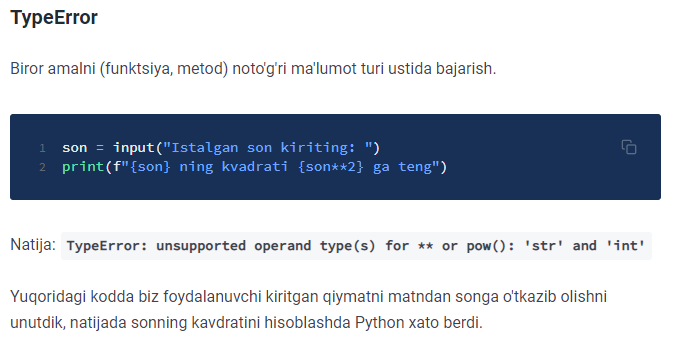 TypeError
Biror amalni (funktsiya, metod) noto'g'ri ma'lumot turi ustida bajarish.
1 son = input("Istalgan son kiriting: ")
2 print(f"{son} ning kvadrati {son**2} ga teng")
Natija: TypeError: unsupported operand type(s) for ** or pow(): 'str' and 'int'
Yuqoridagi kodda biz foydalanuvchi kiritgan qiymatni matndan songa o'tkazib olishni
unutdik, natijada sonning kavdratini hisoblashda Python xato berdi.